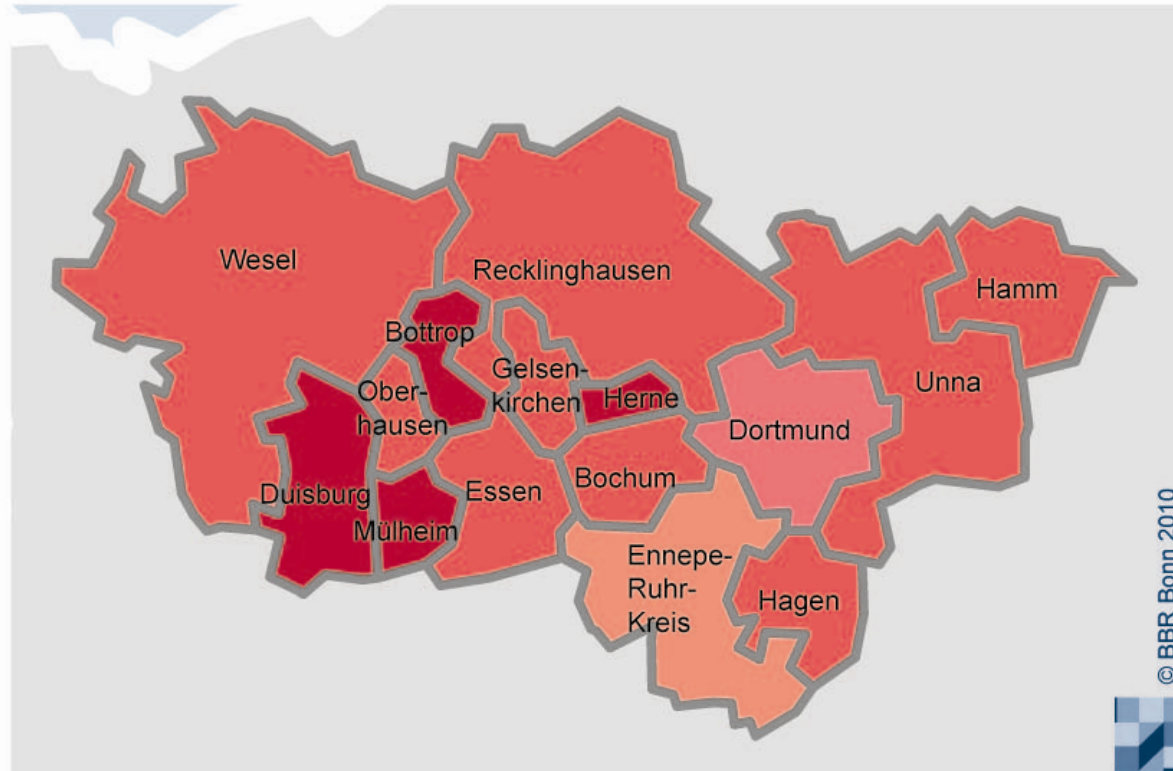 Wesel
Recklinghausen
Hamm
Bottrop
Gelsen-
kirchen
Ober-
hausen
Herne
Unna
Dortmund
Duisburg
Mülheim
Essen
Bochum
Ennepe-
Ruhr-
Kreis
Hagen
© BBR Bonn 2010